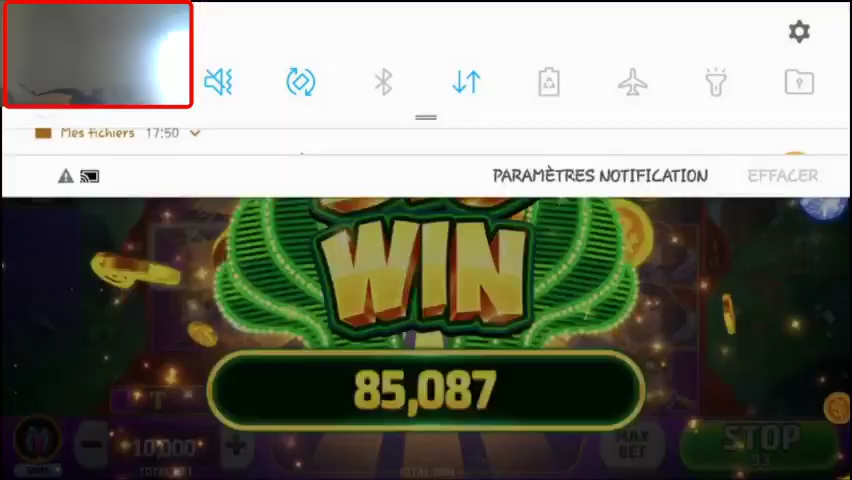 Mes fichiers 17:50
PARAMÈTRES NOTIFICATION EFFACER
WIN
85,087
10,000
TOTAL BET
MAX
BET
STOP
93
TOTAL WIN